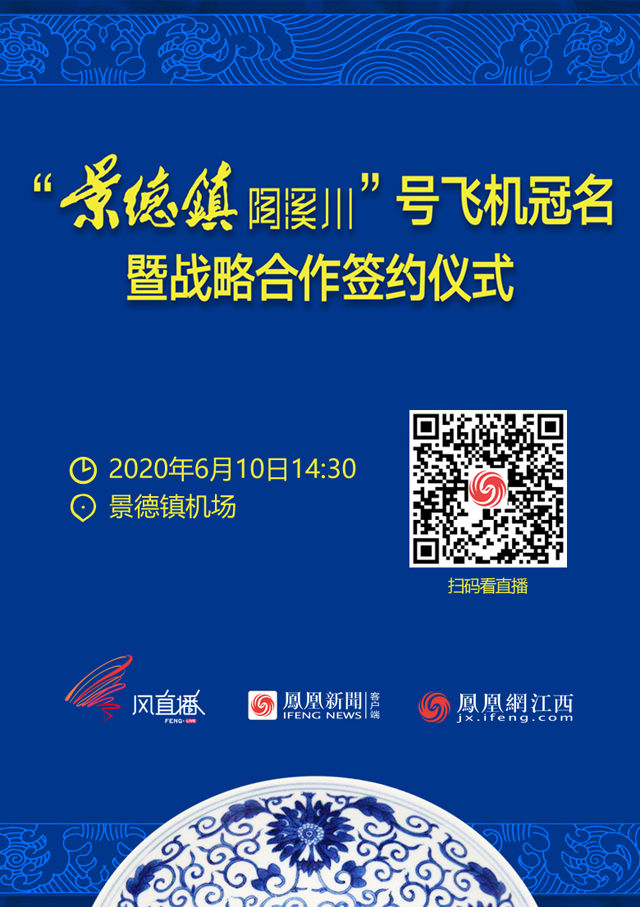 “景德鎮陶溪川”号飞机冠名
暨战略合作签约仪式
2020年6月10日14:30
景德镇机场
扫码看直播
风直播
FENG·LIVE
鳳凰新聞
IFENG NEWS
客户端
鳳凰網江西
jx.ifeng.com